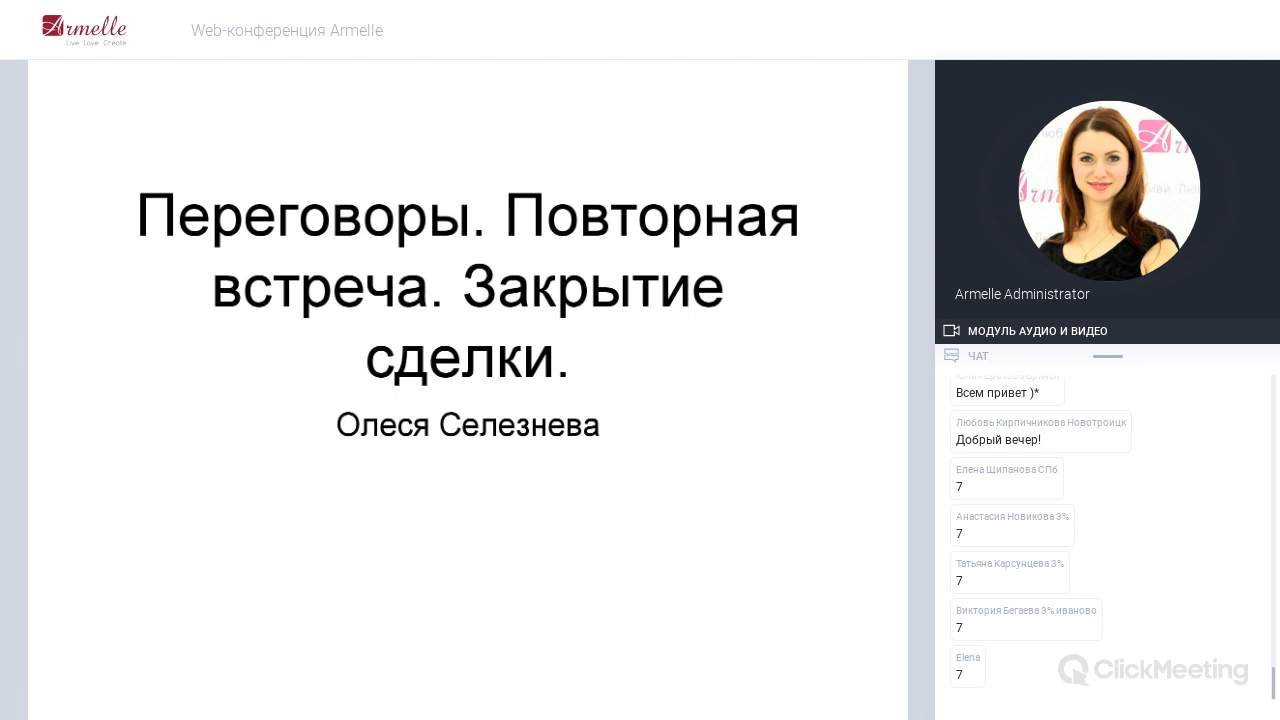 Armelle
Live Love Create
Web-конференция Armelle
Переговоры. Повторная
встреча. Закрытие
сделки.
Олеся Селезнева
Armelle Administrator
МОДУЛЬ АУДИО И ВИДЕО
ЧАТ
Всем привет )*
Любовь Кирпичникова Новотроицк
Добрый вечер!
Елена Щипанова СПб
7
Анастасия Новикова 3%
7
Татьяна Карсунцева 3%
7
Виктория Бегаева 3% иваново
7
Elena
7
ClickMeeting